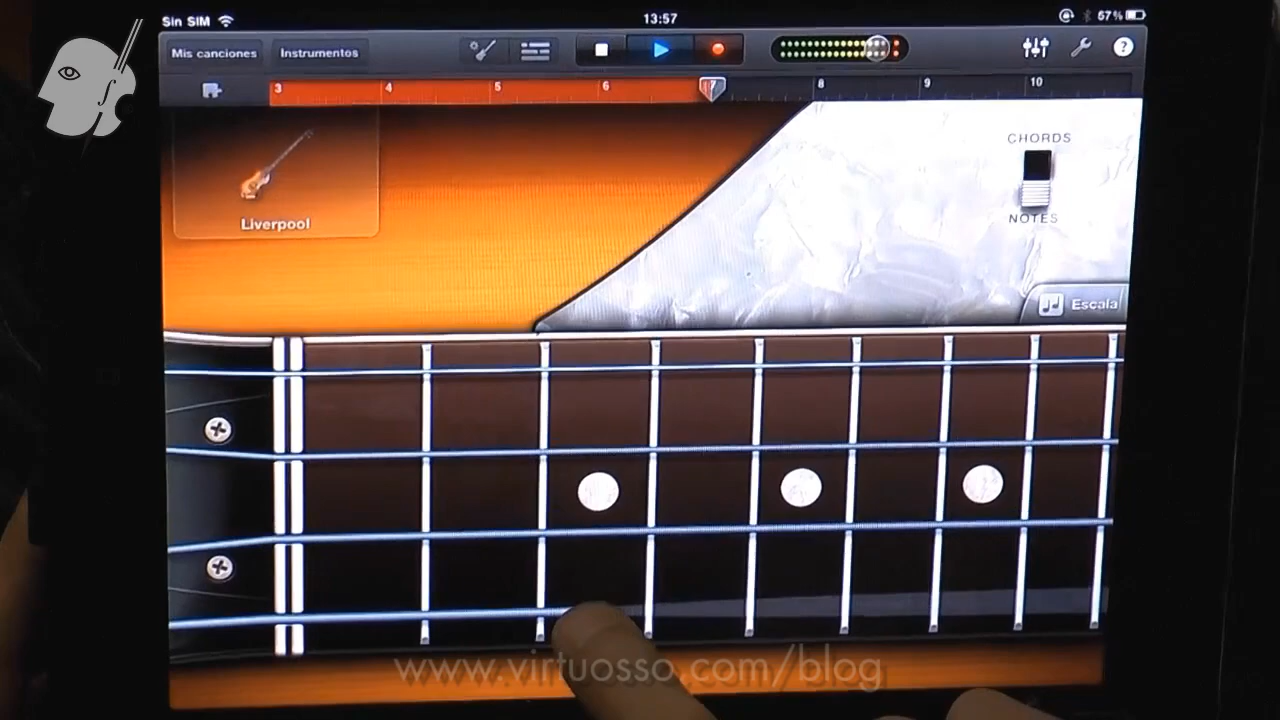 Sin SIM 13:57 57%
Mis canciones Instrumentos
3 4 5 6 7 8 9 10
CHORDS
NOTES
Liverpool
Escala
www.virtuosso.com/blog